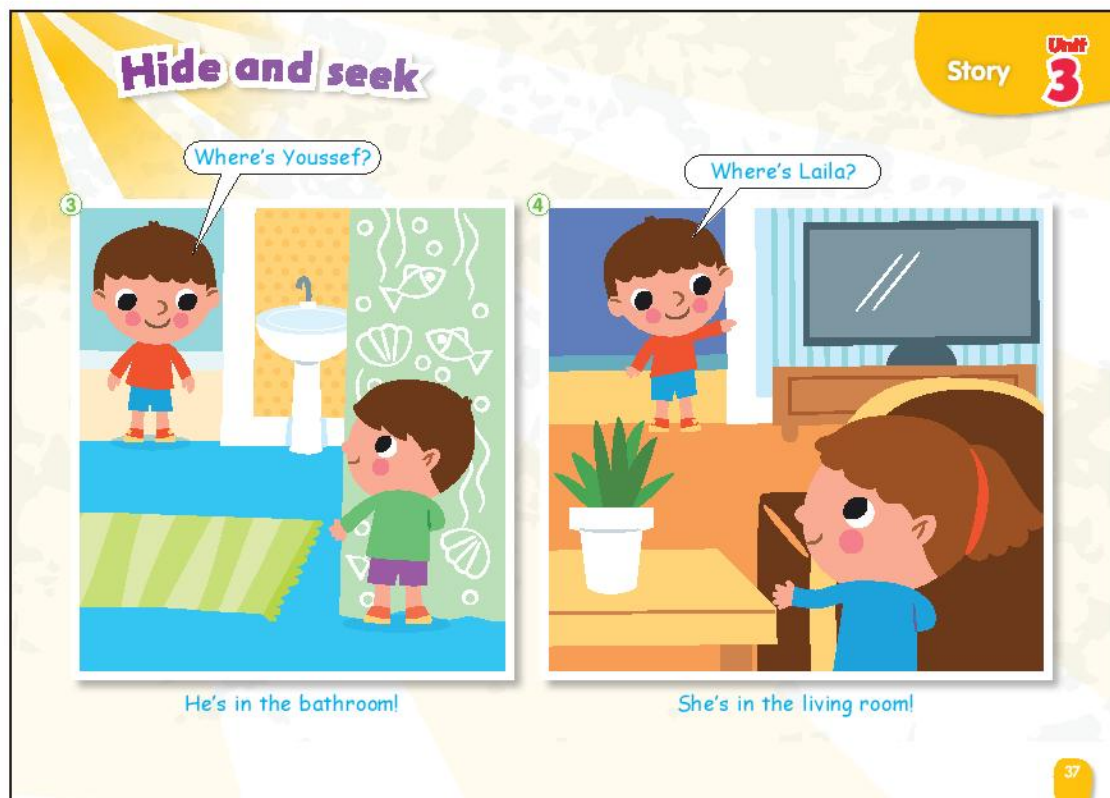 Hide and seek
Story
Unit
3
3
Where's Youssef?
He's in the bathroom!
4
Where's Laila?
She's in the living room!
37